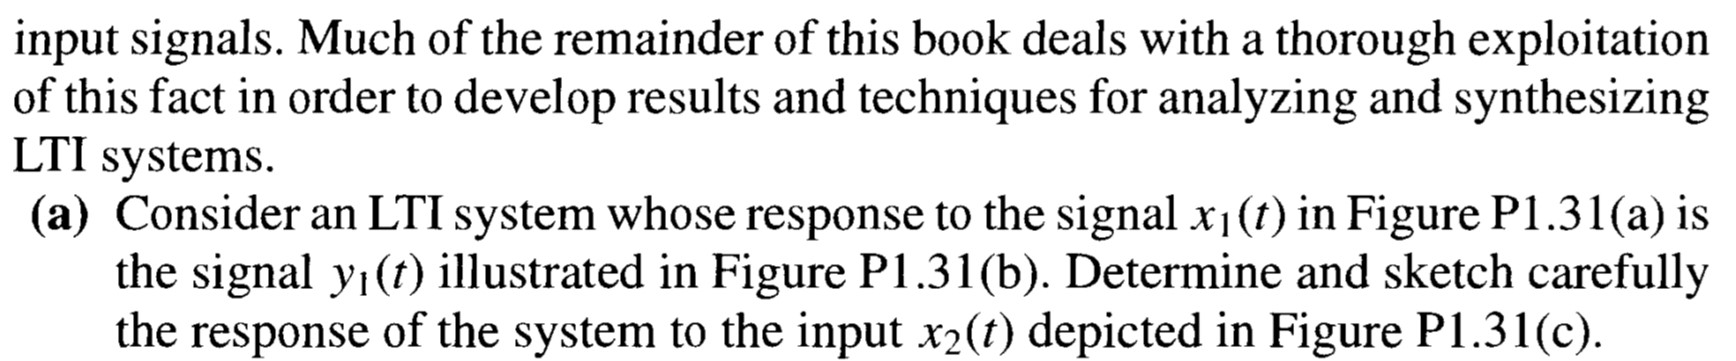 input signals. Much of the remainder of this book deals with a thorough exploitation
of this fact in order to develop results and techniques for analyzing and synthesizing
LTI systems.
(a) Consider an LTI system whose response to the signal x₁(t) in Figure P1.31(a) is
the signal y₁(t) illustrated in Figure P1.31(b). Determine and sketch carefully
the response of the system to the input x₂(t) depicted in Figure P1.31(c).